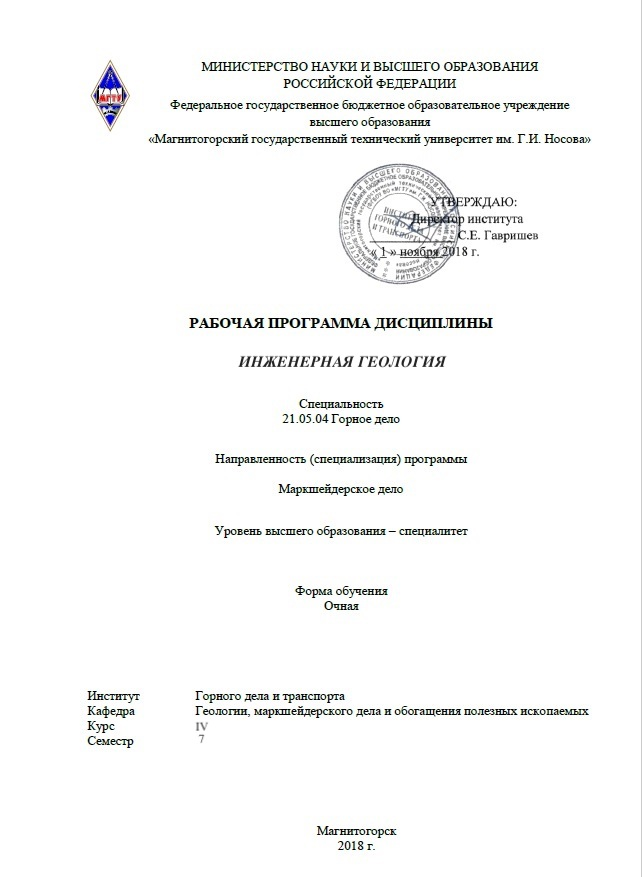 МИНИСТЕРСТВО НАУКИ И ВЫСШЕГО ОБРАЗОВАНИЯ
РОССИЙСКОЙ ФЕДЕРАЦИИ
Федеральное государственное бюджетное образовательное учреждение
высшего образования
«Магнитогорский государственный технический университет им. Г.И. Носова»
МГТУ
УТВЕРЖДАЮ:
Директор института
С.Е. Гавришев
« 1 » ноября 2018 г.
РАБОЧАЯ ПРОГРАММА ДИСЦИПЛИНЫ
ИНЖЕНЕРНАЯ ГЕОЛОГИЯ
Специальность
21.05.04 Горное дело
Направленность (специализация) программы
Маркшейдерское дело
Уровень высшего образования – специалитет
Форма обучения
Очная
Институт Горного дела и транспорта
Кафедра Геологии, маркшейдерского дела и обогащения полезных ископаемых
Курс IV
Семестр 7
Магнитогорск
2018 г.